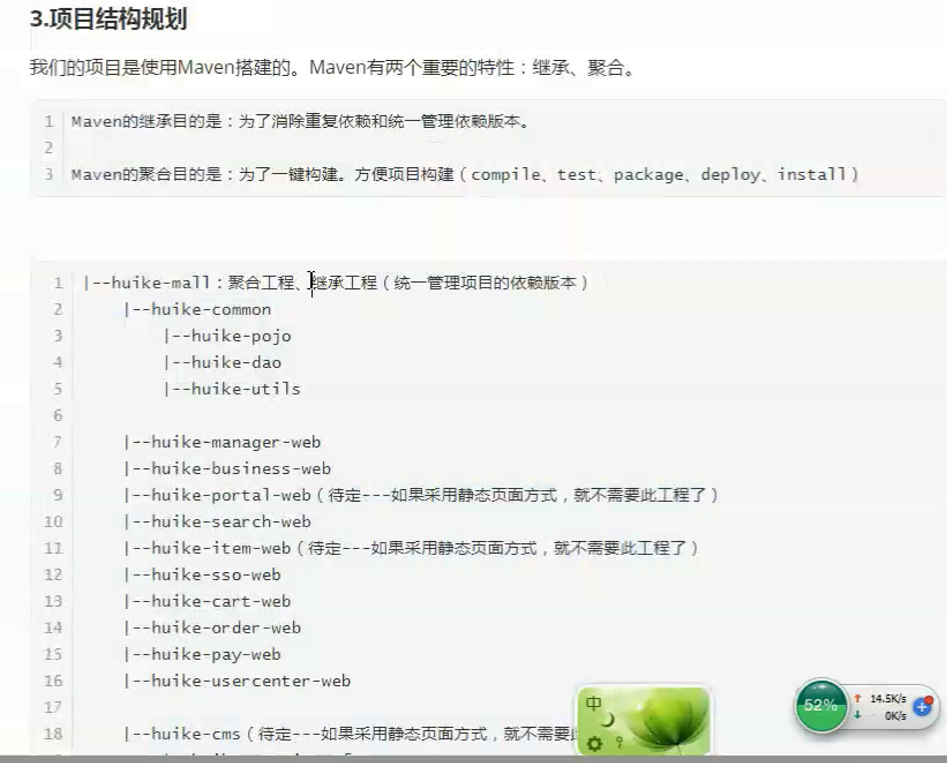 3.项目结构规划
我们的项目是使用Maven搭建的。Maven有两个重要的特性：继承、聚合。
1 Maven的继承目的是：为了消除重复依赖和统一管理依赖版本。
2
3 Maven的聚合目的是：为了一键构建。方便项目构建（compile、test、package、deploy、install）
1 |--huike-mall：聚合工程、继承工程（统一管理项目的依赖版本）
2 |--huike-common
3 |--huike-pojo
4 |--huike-dao
5 |--huike-utils
6
7 |--huike-manager-web
8 |--huike-business-web
9 |--huike-portal-web（待定---如果采用静态页面方式，就不需要此工程了）
10 |--huike-search-web
11 |--huike-item-web（待定---如果采用静态页面方式，就不需要此工程了）
12 |--huike-sso-web
13 |--huike-cart-web
14 |--huike-order-web
15 |--huike-pay-web
16 |--huike-usercenter-web
17
18 |--huike-cms（待定---如果采用静态页面方式，就不需要
中
52%
14.5K/s
0K/s